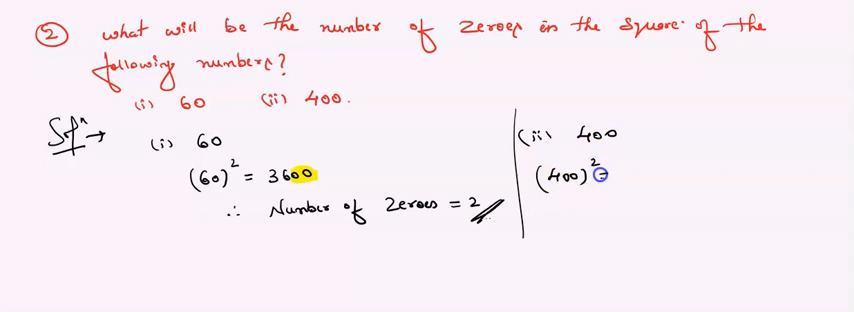 ② What will be the number of zeroes in the square of the
following numbers?
(i) 60 (ii) 400.
Solⁿ →
(i) 60
(60)² = 3600
∴ Number of Zeroes = 2
(ii) 400
(400)² =